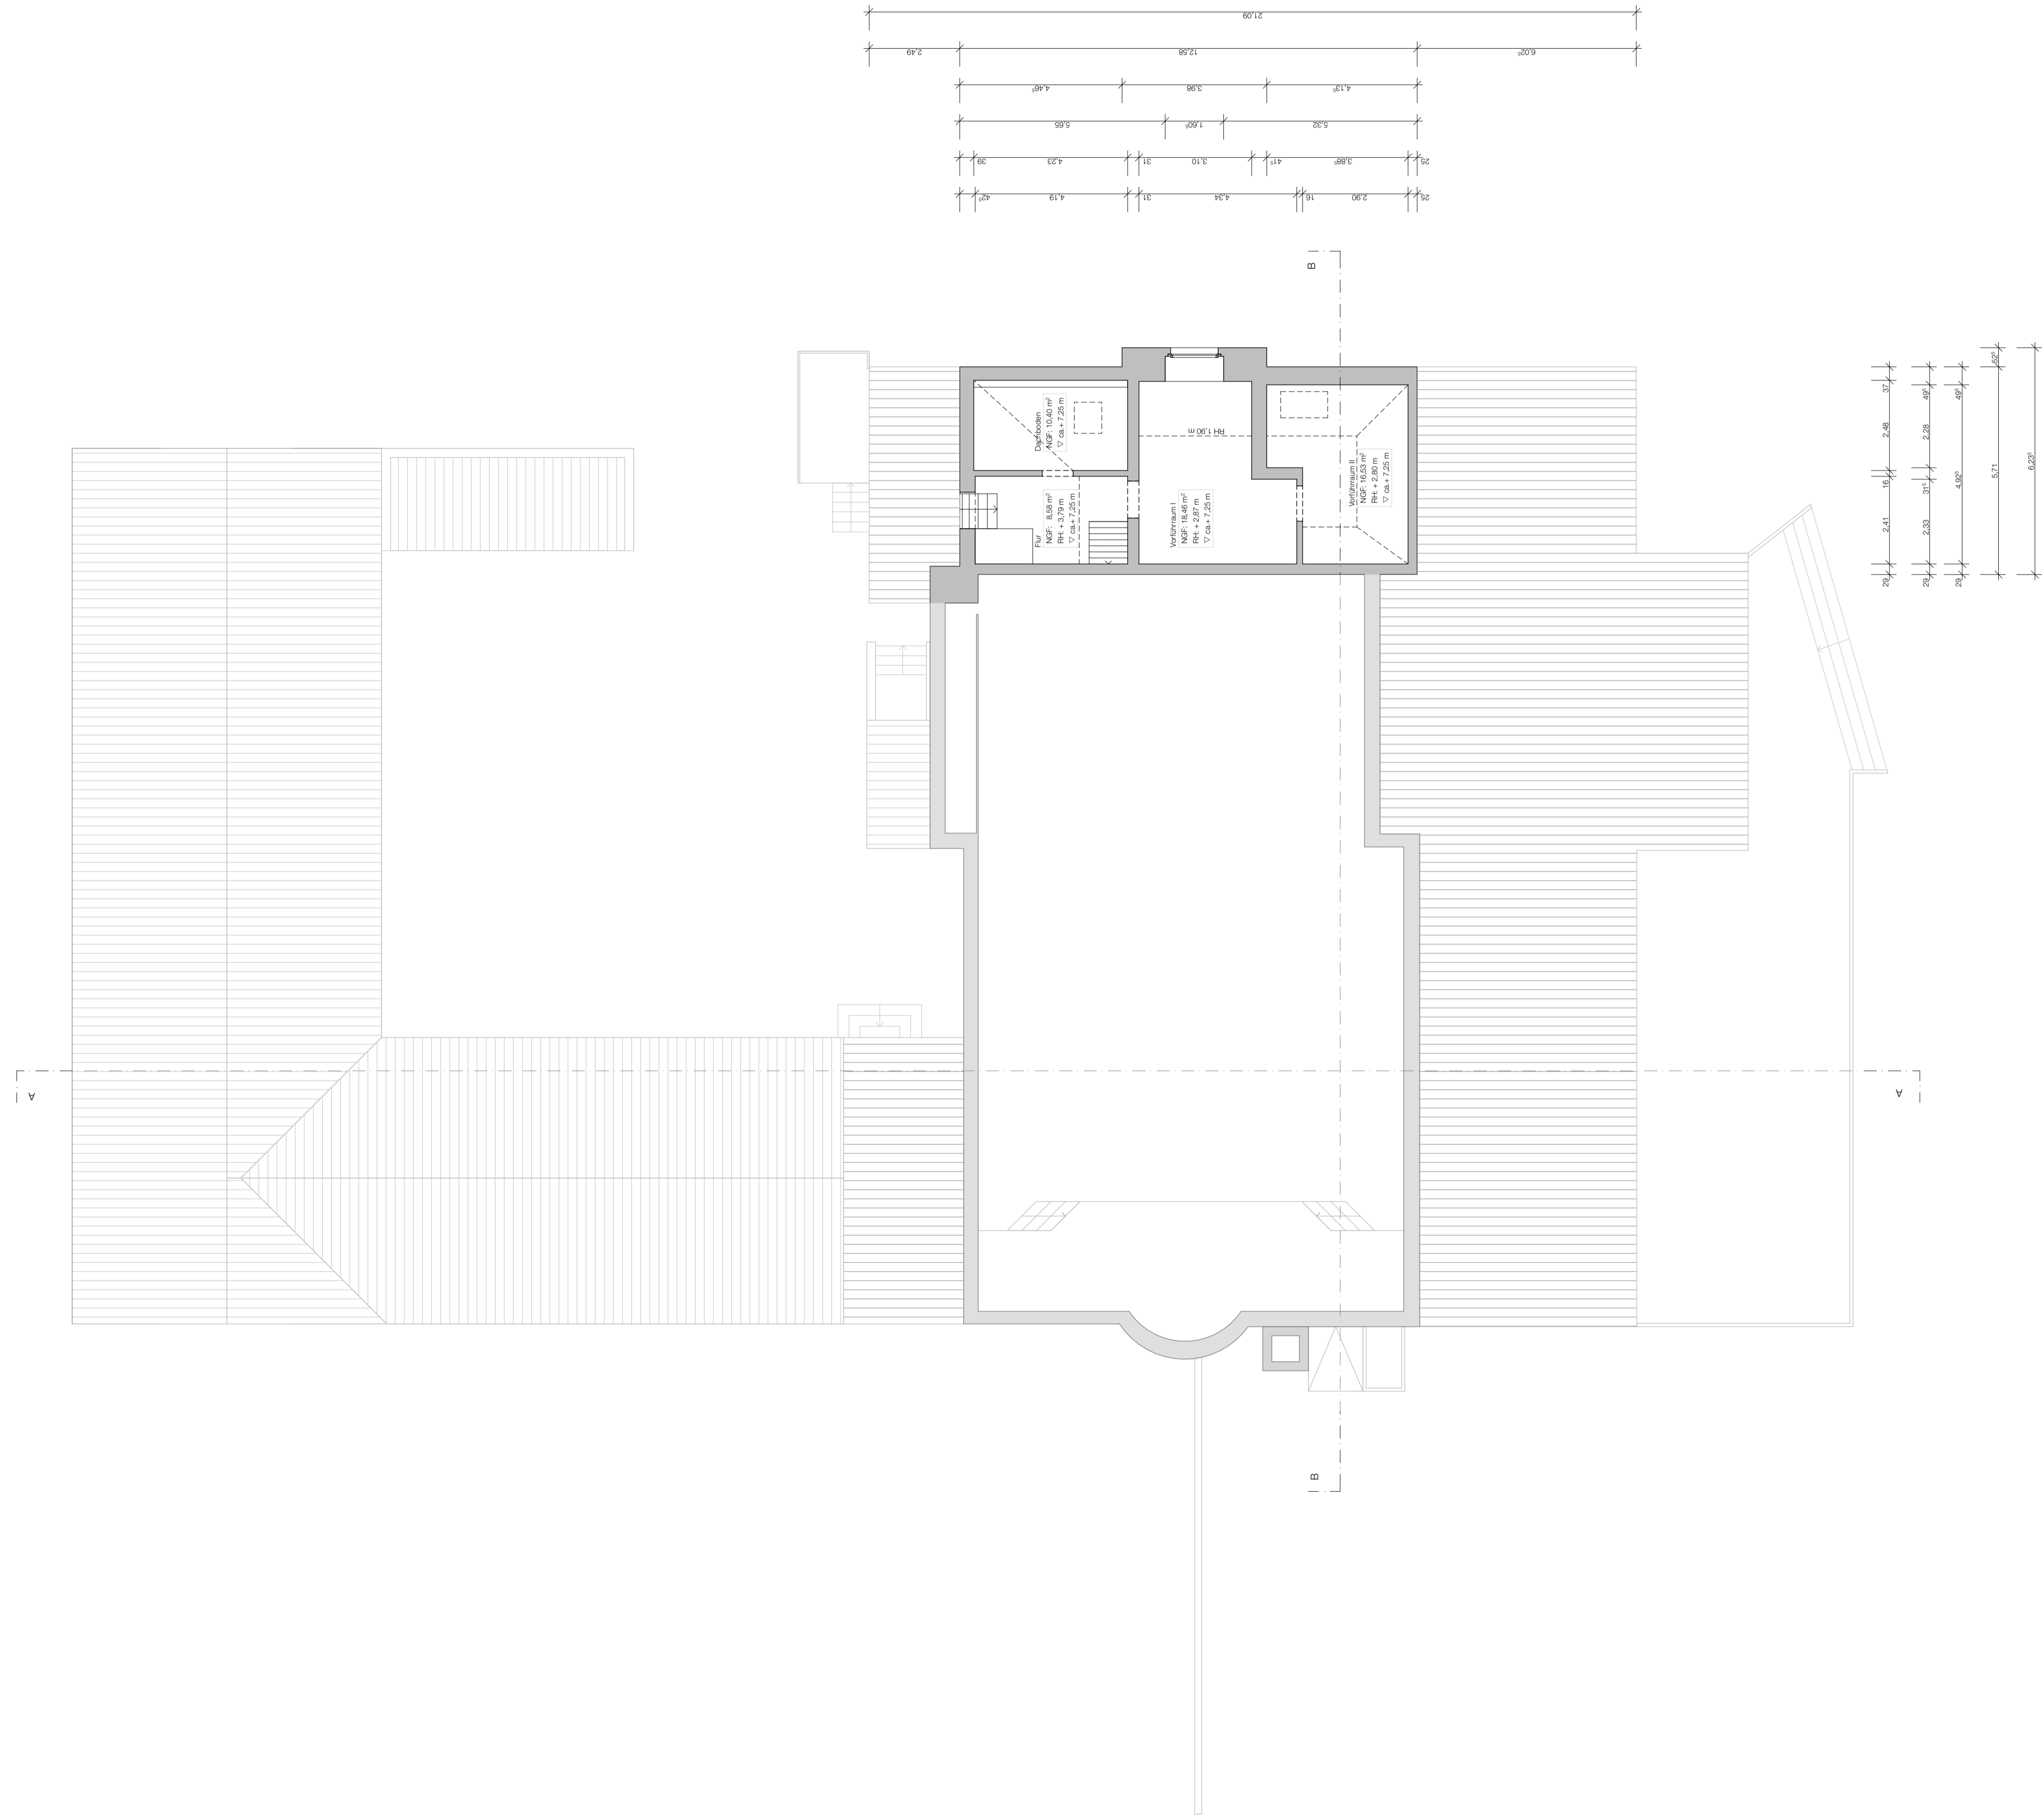 21,09
2,49
12,58
6,02⁵
4,46⁵
3,98
4,13⁵
5,65
1,60⁵
5,32
39
4,23
31
3,10
41⁵
3,88⁵
25
42⁵
4,19
31
4,34
16
2,90
25
B
Dachboden
NGF: 10,40 m²
▽ ca.+ 7,25 m
Flur
NGF: 8,58 m²
RH: + 3,79 m
▽ ca.+ 7,25 m
RH 1,90 m
Vorführraum I
NGF: 18,46 m²
RH: + 2,87 m
▽ ca.+ 7,25 m
Vorführraum II
NGF: 16,53 m²
RH: + 2,80 m
▽ ca.+ 7,25 m
29
2,41
16
2,48
37
29
2,33
31⁵
2,28
49⁵
29
4,92⁵
49⁵
5,71
52⁵
6,23⁵
A
A
B